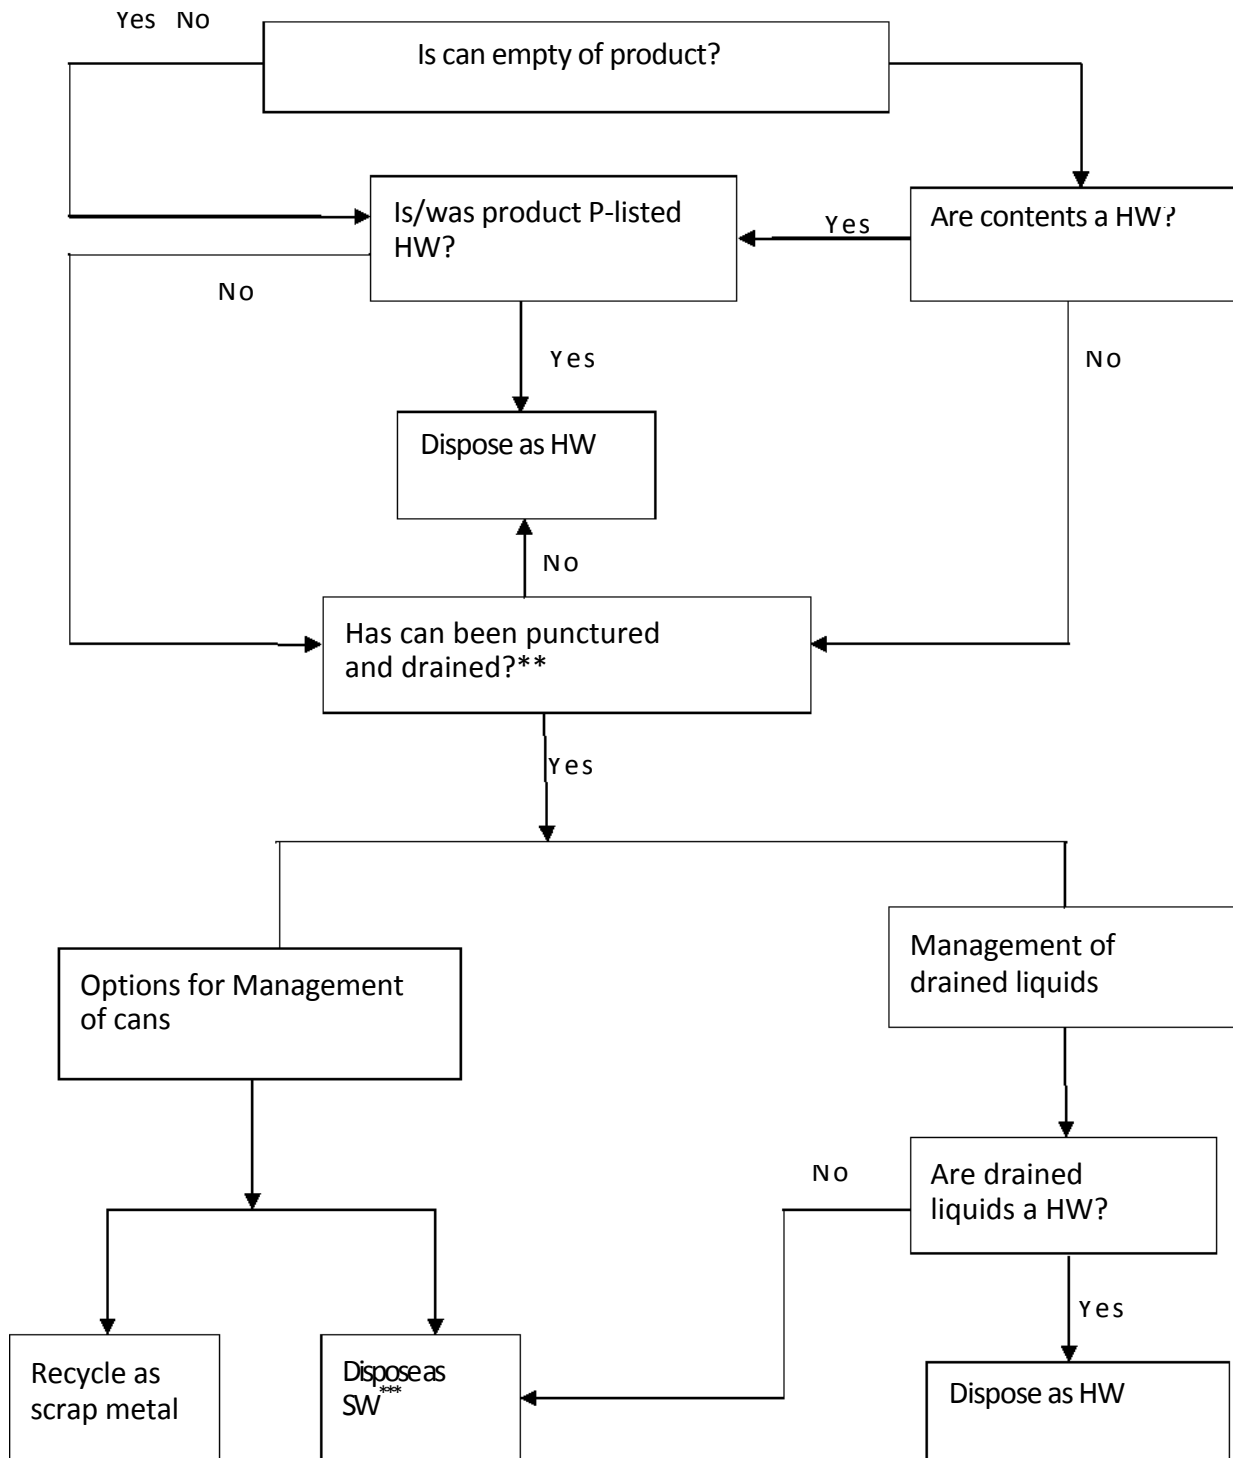 Yes No
Is can empty of product?
Is/was product P-listed
HW?
Yes
Are contents a HW?
No
Yes
No
Dispose as HW
No
Has can been punctured
and drained?**
Yes
Management of
drained liquids
Options for Management
of cans
No
Are drained
liquids a HW?
Yes
Recycle as
scrap metal
Dispose as
SW***
Dispose as HW